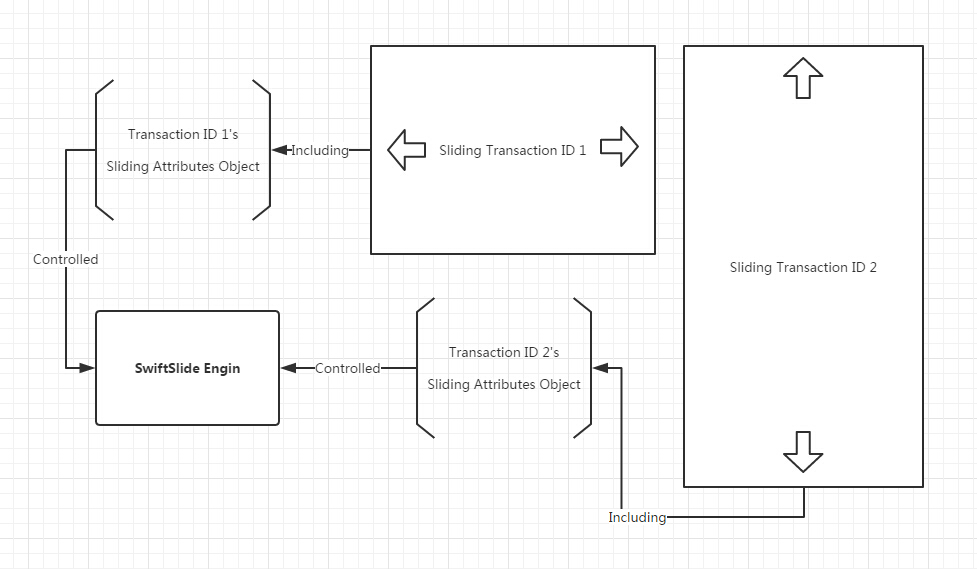 Transaction ID 1's
Sliding Attributes Object
Including
Sliding Transaction ID 1
Sliding Transaction ID 2
Controlled
SwiftSlide Engin
Controlled
Transaction ID 2's
Sliding Attributes Object
Including